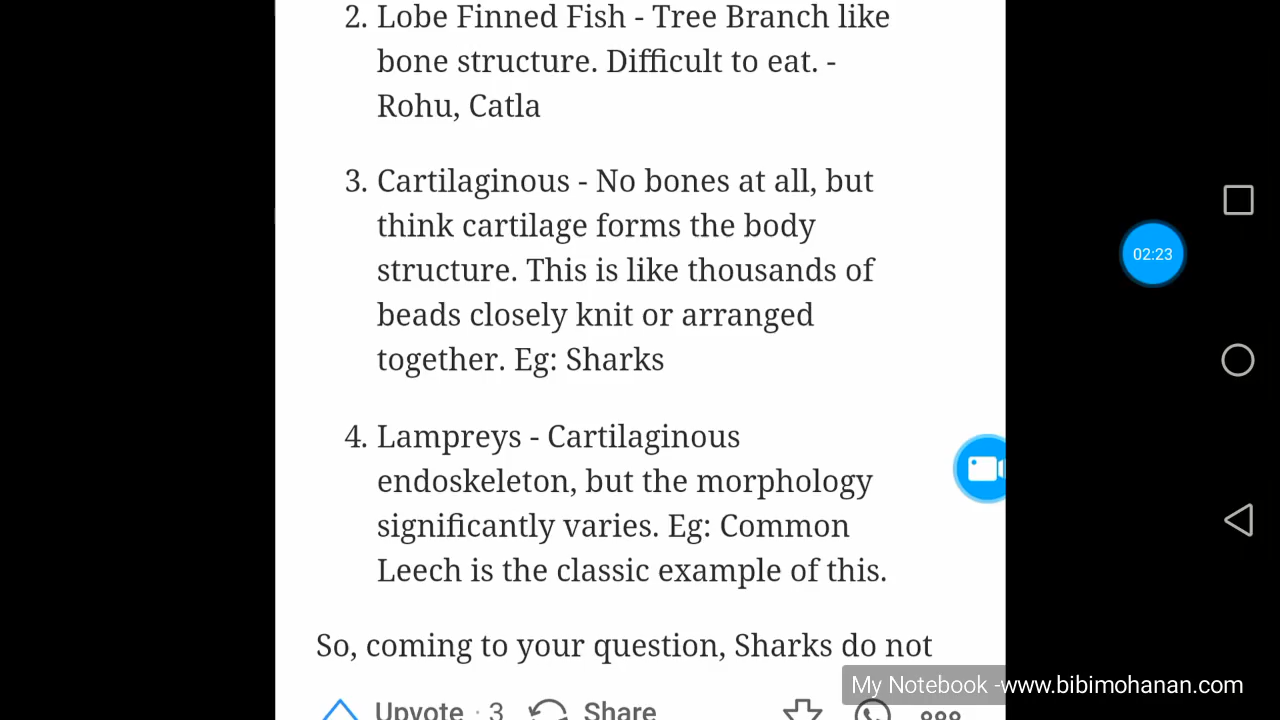 2. Lobe Finned Fish - Tree Branch like
bone structure. Difficult to eat. -
Rohu, Catla
3. Cartilaginous - No bones at all, but
think cartilage forms the body
structure. This is like thousands of
beads closely knit or arranged
together. Eg: Sharks
4. Lampreys - Cartilaginous
endoskeleton, but the morphology
significantly varies. Eg: Common
Leech is the classic example of this.
So, coming to your question, Sharks do not
Upvote · 3 Share
02:23
My Notebook -www.bibimohanan.com